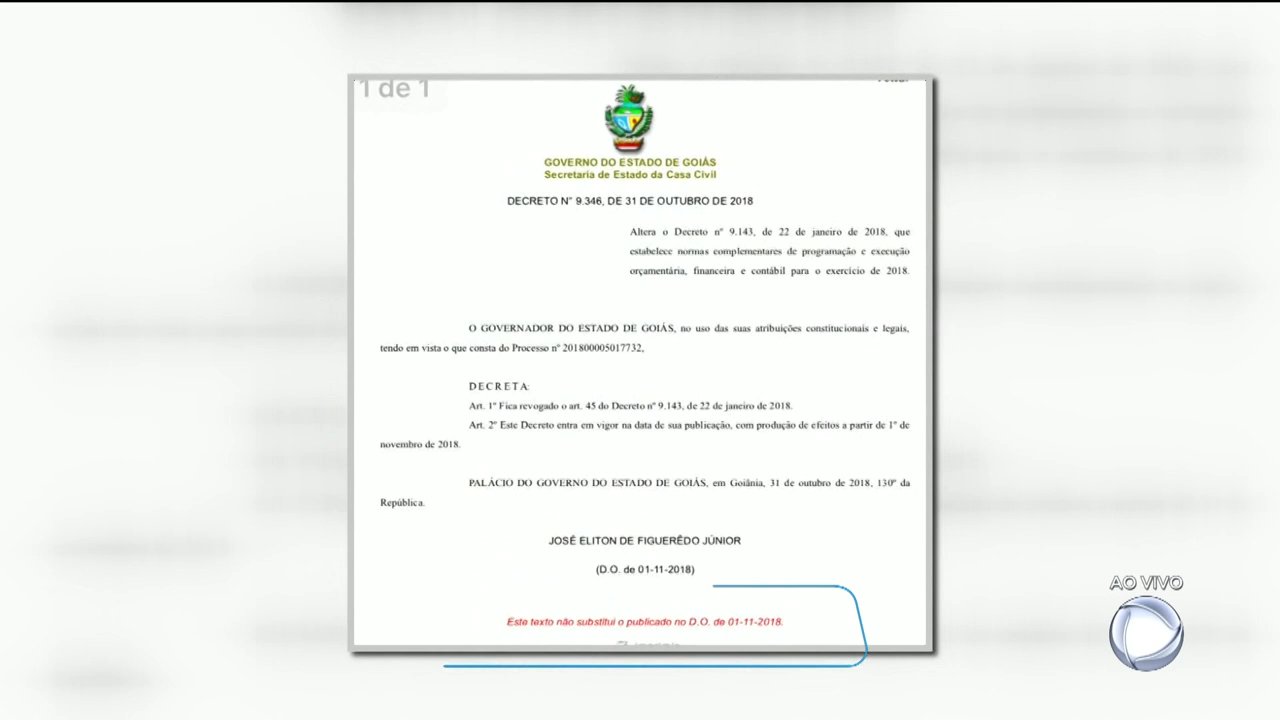 1 de 1
GOVERNO DO ESTADO DE GOIÁS
Secretaria de Estado da Casa Civil
DECRETO Nº 9.346, DE 31 DE OUTUBRO DE 2018
Altera o Decreto nº 9.143, de 22 de janeiro de 2018, que
estabelece normas complementares de programação e execução
orçamentária, financeira e contábil para o exercício de 2018.
O GOVERNADOR DO ESTADO DE GOIÁS, no uso das suas atribuições constitucionais e legais,
tendo em vista o que consta do Processo nº 201800005017732,
D E C R E T A:
Art. 1º Fica revogado o art. 45 do Decreto nº 9.143, de 22 de janeiro de 2018.
Art. 2º Este Decreto entra em vigor na data de sua publicação, com produção de efeitos a partir de 1º de
novembro de 2018.
PALÁCIO DO GOVERNO DO ESTADO DE GOIÁS, em Goiânia, 31 de outubro de 2018, 130º da
República.
JOSÉ ELITON DE FIGUERÊDO JÚNIOR
(D.O. de 01-11-2018)
Este texto não substitui o publicado no D.O. de 01-11-2018.
AO VIVO